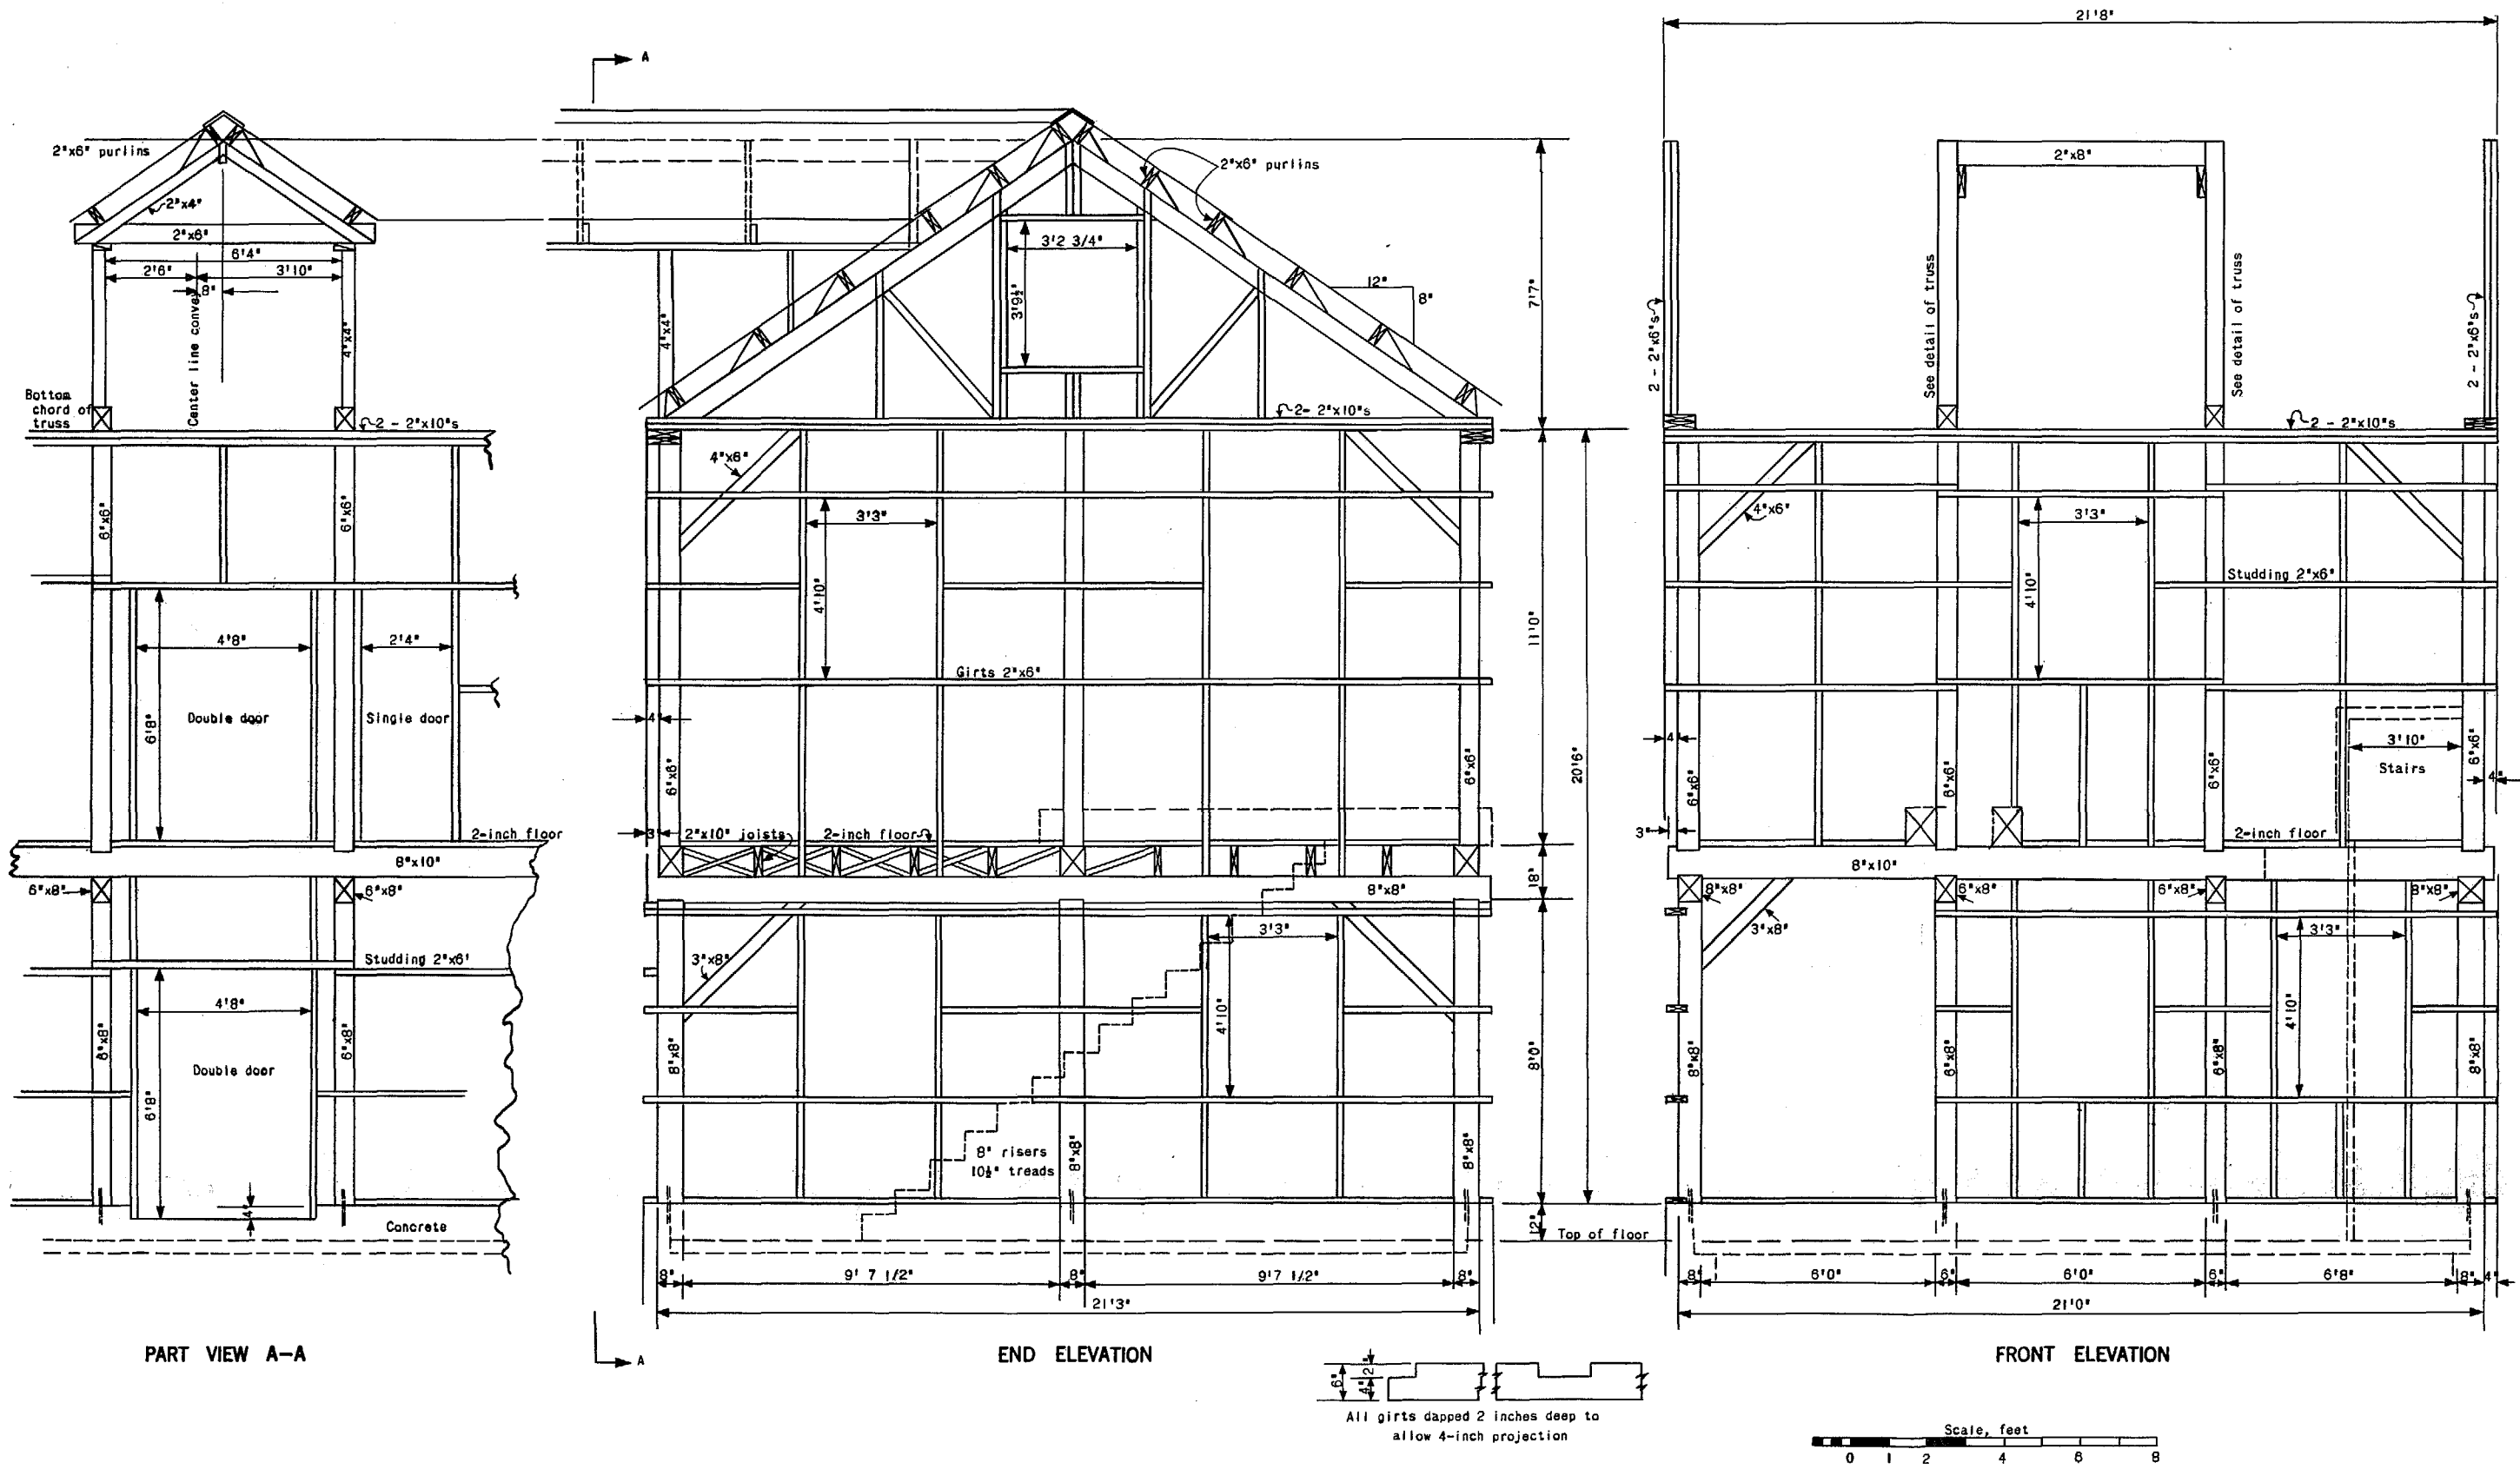 A
2"x6" purlins
2"x4"
2"x6"
6'4"
2'6"
3'10"
8"
Center line convey
4"x4"
Bottom
chord of
truss
2 - 2"x10"s
6"x6"
6"x6"
4'8"
2'4"
6'8"
Double door
Single door
2-inch floor
8"x10"
6"x8"
6"x8"
Studding 2"x6'
4'8"
6"x8"
6"x8"
Double door
6'8"
4"
Concrete
PART VIEW A-A
2"x6" purlins
3'2 3/4"
3'9½"
12"
8"
4"x4"
7'7"
2- 2"x10"s
4"x6"
3'3"
4'10"
11'0"
20'6"
Girts 2"x6"
4"
6"x6"
6"x6"
3"
2"x10" joists
2-inch floor
18"
8"x8"
3'3"
3"x8"
4'10"
8'0"
8"x8"
8"x8"
8"x8"
8" risers
10½" treads
12"
Top of floor
8"
9' 7 1/2"
8"
9'7 1/2"
8"
21'3"
A
END ELEVATION
6"
2"
4"
All girts dapped 2 inches deep to
allow 4-inch projection
21'8"
2"x8"
See detail of truss
See detail of truss
2 - 2"x6"s
2 - 2"x6"s
2 - 2"x10"s
4"x6"
3'3"
4'10"
Studding 2"x6"
4"
3'10"
Stairs
6"x6"
6"x6"
6"x6"
6"x6"
4"
3"
2-inch floor
8"x10"
8"x8"
6"x8"
6"x8"
8"x8"
3"x8"
3'3"
4'10"
8"x8"
6"x8"
6"x8"
8"x8"
8"
6'0"
6"
6'0"
6"
6'8"
8"
4"
21'0"
FRONT ELEVATION
Scale, feet
0 1 2 4 6 8